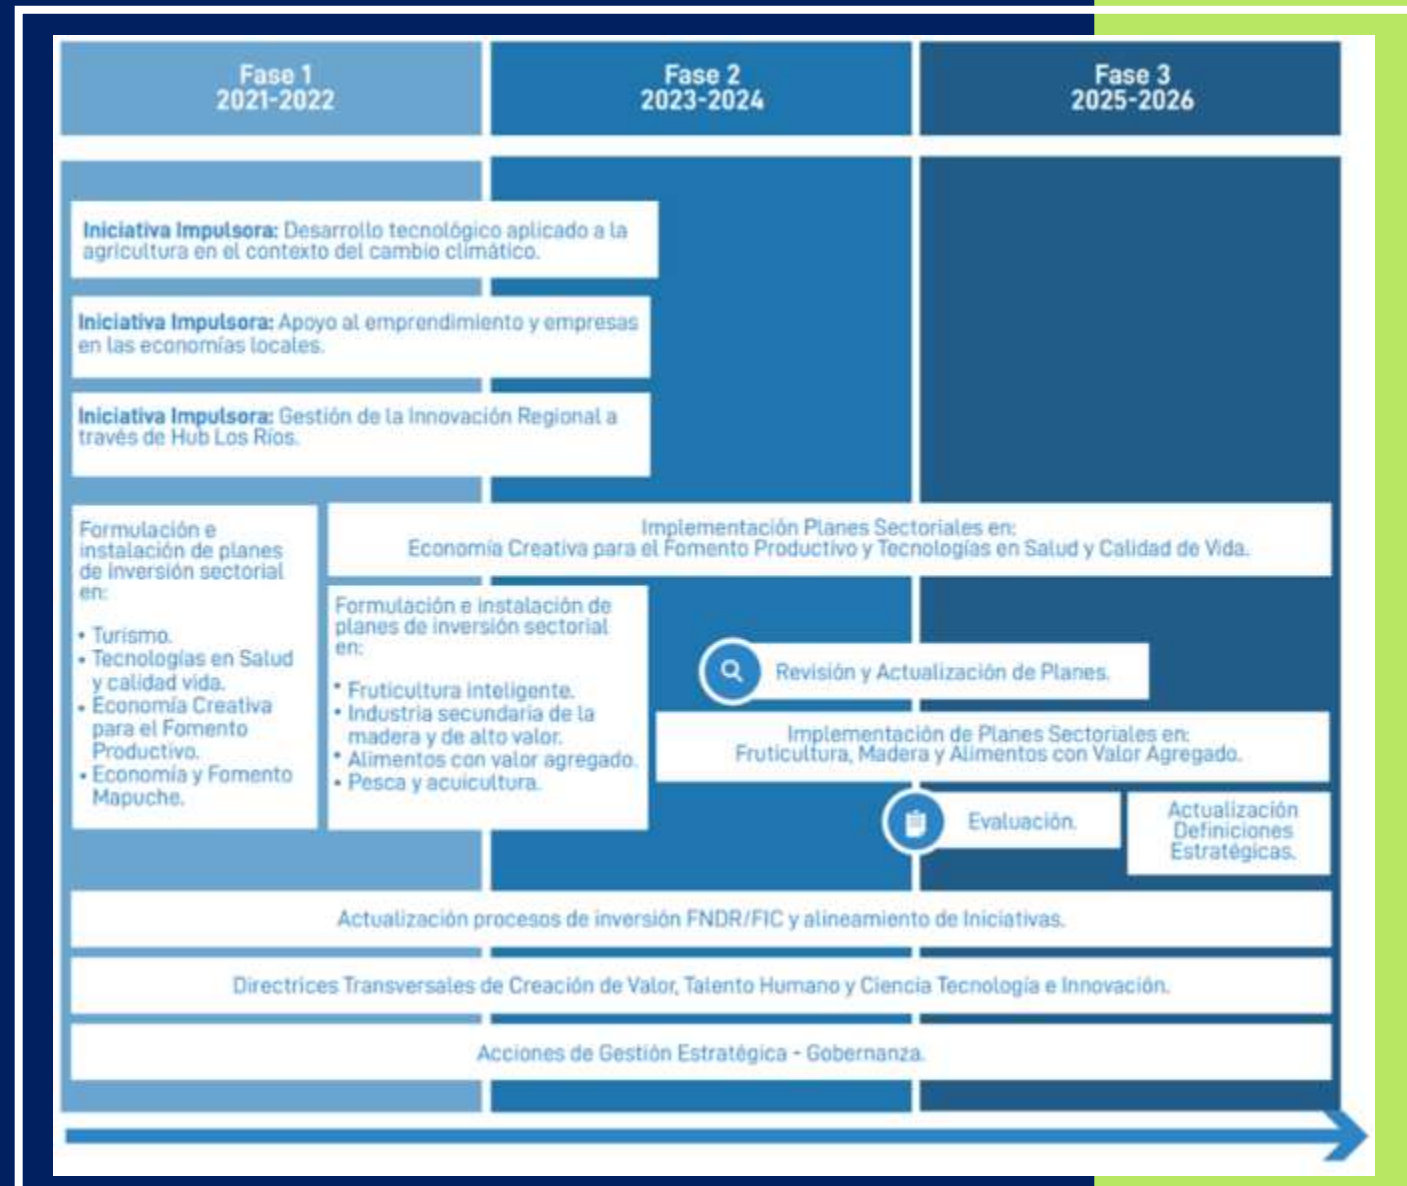 Fase 1
2021-2022
Fase 2
2023-2024
Fase 3
2025-2026
Iniciativa Impulsora: Desarrollo tecnológico aplicado a la
agricultura en el contexto del cambio climático.
Iniciativa Impulsora: Apoyo al emprendimiento y empresas
en las economías locales.
Iniciativa Impulsora: Gestión de la Innovación Regional a
través de Hub Los Ríos.
Formulación e
instalación de planes
de inversión sectorial
en:
• Turismo.
• Tecnologías en Salud
y calidad vida.
• Economía Creativa
para el Fomento
Productivo.
• Economía y Fomento
Mapuche.
Implementación Planes Sectoriales en:
Economía Creativa para el Fomento Productivo y Tecnologías en Salud y Calidad de Vida.
Formulación e instalación de
planes de inversión sectorial
en:
• Fruticultura inteligente.
• Industria secundaria de la
madera y de alto valor.
• Alimentos con valor agregado.
• Pesca y acuicultura.
Revisión y Actualización de Planes.
Implementación de Planes Sectoriales en:
Fruticultura, Madera y Alimentos con Valor Agregado.
Evaluación.
Actualización
Definiciones
Estratégicas.
Actualización procesos de inversión FNDR/FIC y alineamiento de Iniciativas.
Directrices Transversales de Creación de Valor, Talento Humano y Ciencia Tecnología e Innovación.
Acciones de Gestión Estratégica - Gobernanza.